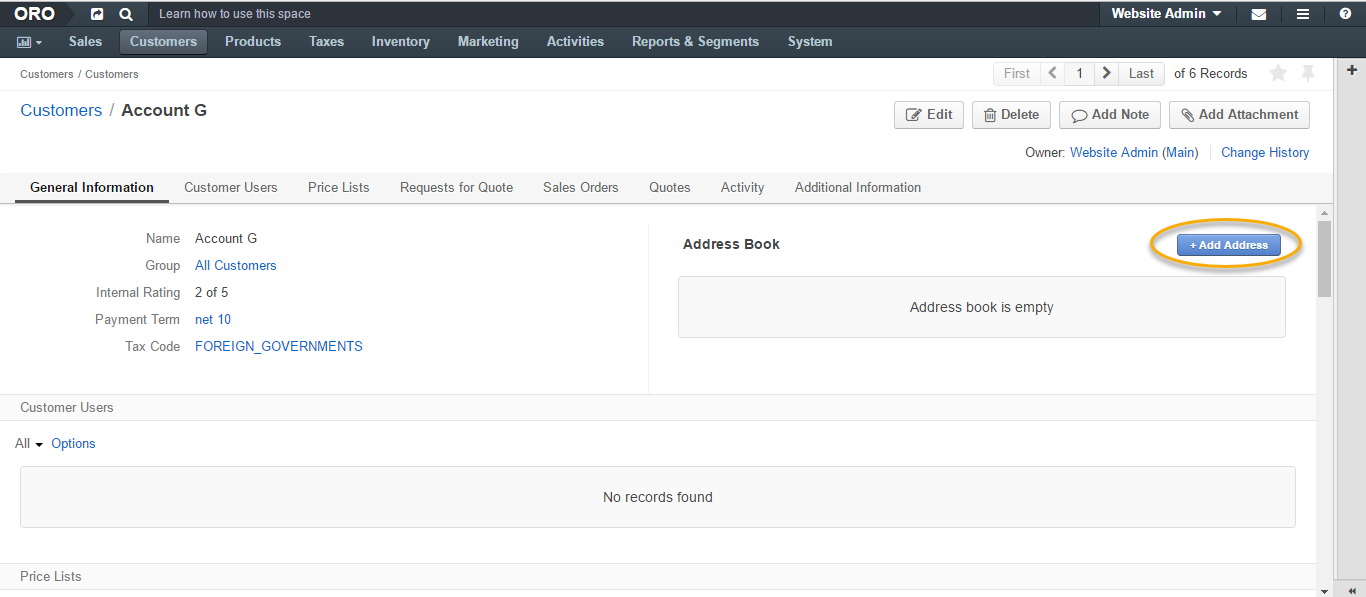 ORO Learn how to use this space Website Admin
Sales Customers Products Taxes Inventory Marketing Activities Reports & Segments System
Customers / Customers First 1 Last of 6 Records
Customers / Account G Edit Delete Add Note Add Attachment
Owner: Website Admin (Main) Change History
General Information Customer Users Price Lists Requests for Quote Sales Orders Quotes Activity Additional Information
Name Account G
Group All Customers
Internal Rating 2 of 5
Payment Term net 10
Tax Code FOREIGN_GOVERNMENTS
Address Book + Add Address
Address book is empty
Customer Users
All Options
No records found
Price Lists